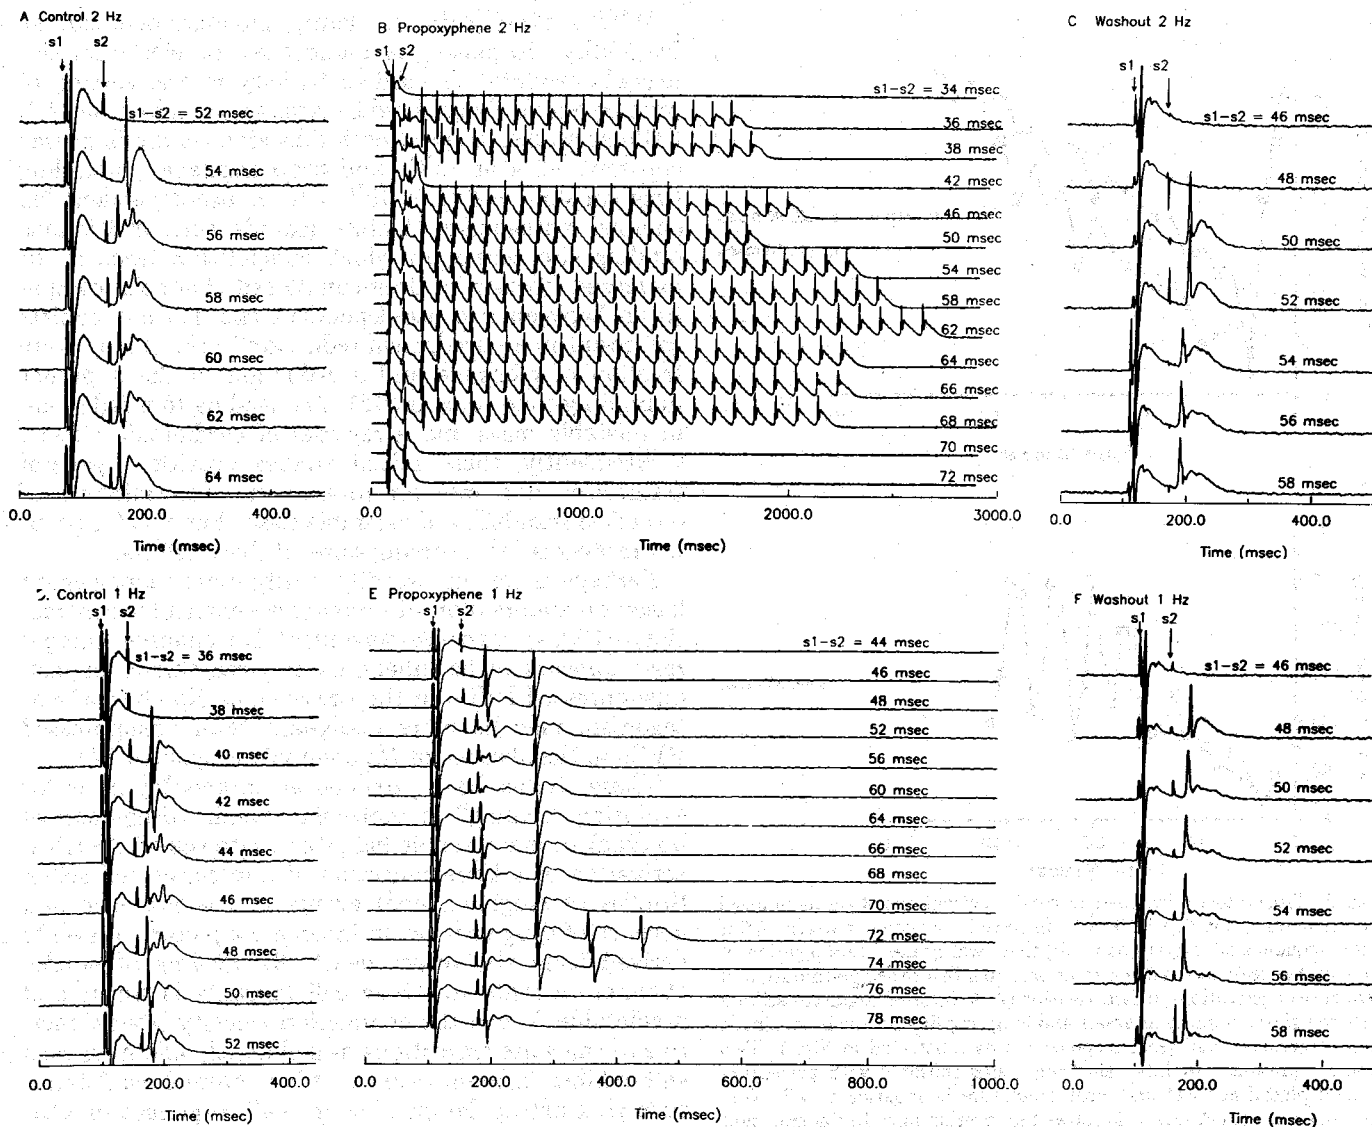 A Control 2 Hz
s1 s2
s1-s2 = 52 msec
54 msec
56 msec
58 msec
60 msec
62 msec
64 msec
0.0 200.0 400.0
Time (msec)
B Propoxyphene 2 Hz
s1 s2
s1-s2 = 34 msec
36 msec
38 msec
42 msec
46 msec
50 msec
54 msec
58 msec
62 msec
64 msec
66 msec
68 msec
70 msec
72 msec
0.0 1000.0 2000.0 3000.0
Time (msec)
C Washout 2 Hz
s1 s2
s1-s2 = 46 msec
48 msec
50 msec
52 msec
54 msec
56 msec
58 msec
0.0 200.0 400.0
Time (msec)
Control 1 Hz
s1 s2
s1-s2 = 36 msec
38 msec
40 msec
42 msec
44 msec
46 msec
48 msec
50 msec
52 msec
0.0 200.0 400.0
Time (msec)
E Propoxyphene 1 Hz
s1 s2
s1-s2 = 44 msec
46 msec
48 msec
52 msec
56 msec
60 msec
64 msec
66 msec
68 msec
70 msec
72 msec
74 msec
76 msec
78 msec
0.0 200.0 400.0 600.0 800.0 1000.0
Time (msec)
F Washout 1 Hz
s1 s2
s1-s2 = 46 msec
48 msec
50 msec
52 msec
54 msec
56 msec
58 msec
0.0 200.0 400.0
Time (msec)